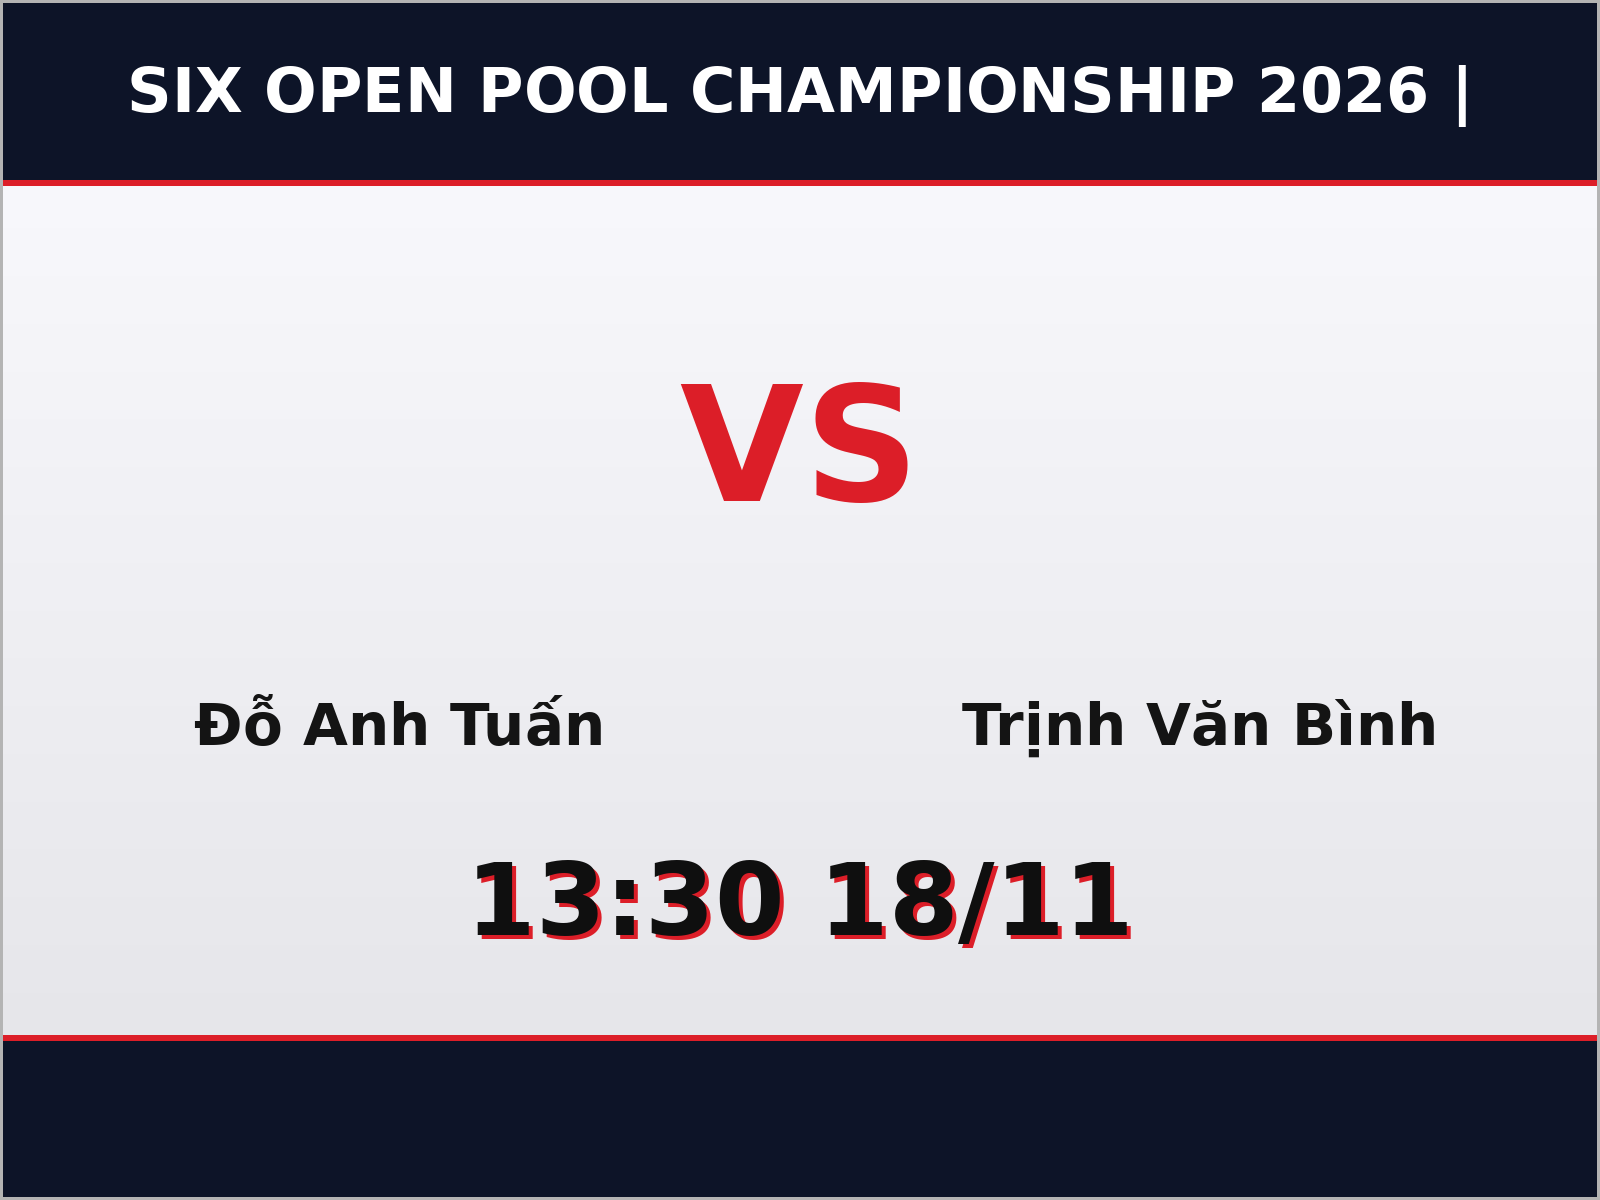 SIX OPEN POOL CHAMPIONSHIP 2026 |
VS
Đỗ Anh Tuấn
Trịnh Văn Bình
13:30 18/11